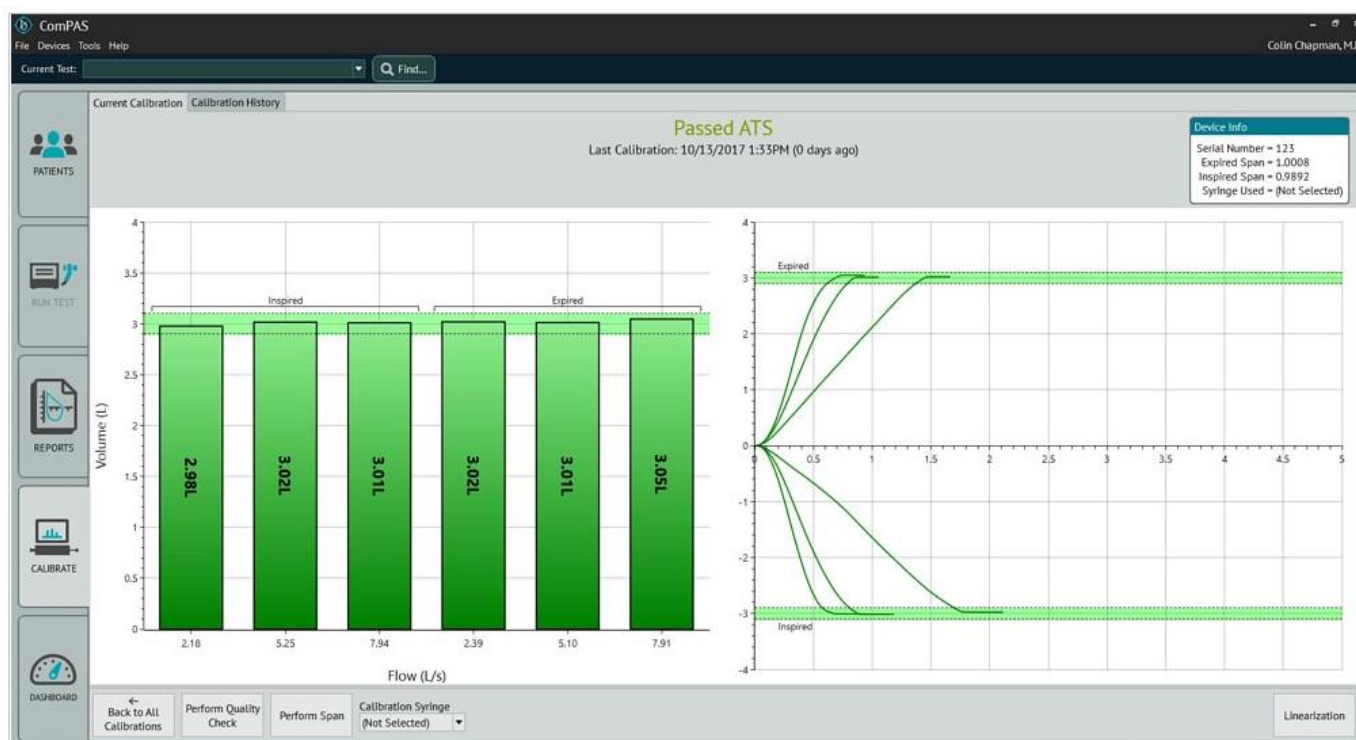 ComPAS
File Devices Tools Help
Colin Chapman, M
Current Test:
Find...
Current Calibration
Calibration History
PATIENTS
RUN TEST
REPORTS
CALIBRATE
DASHBOARD
Passed ATS
Last Calibration: 10/13/2017 1:33PM (0 days ago)
Device Info
Serial Number = 123
Expired Span = 1.0008
Inspired Span = 0.9892
Syringe Used = (Not Selected)
Volume (L)
4
3.5
3
2.5
2
1.5
1
0.5
0
Inspired
Expired
2.98L
3.02L
3.01L
3.02L
3.01L
3.05L
2.18
5.25
7.94
2.39
5.10
7.91
Flow (L/s)
4
3
2
1
0
-1
-2
-3
-4
Expired
0
0.5
1
1.5
2
2.5
3
3.5
4
4.5
5
Inspired
← Back to All
Calibrations
Perform Quality
Check
Perform Span
Calibration Syringe
(Not Selected)
Linearization